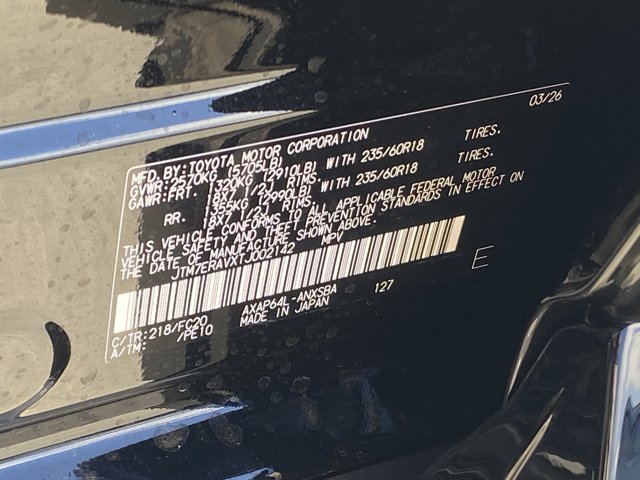 03/26
MFD.BY:TOYOTA MOTOR CORPORATION
GVWR:2570KG (5705LB)
GAWR:FRT. 1320KG (2910LB) WITH 235/60R18 TIRES.
18X7 1/2J RIMS.
RR. 1355KG (2990LB) WITH 235/60R18 TIRES.
18X7 1/2J RIMS.
THIS VEHICLE CONFORMS TO ALL APPLICABLE FEDERAL MOTOR
VEHICLE SAFETY AND THEFT PREVENTION STANDARDS IN EFFECT ON
THE DATE OF MANUFACTURE SHOWN ABOVE.
JTM7ERAVXTJ002142 MPV
E
C/TR:218/FC20 AXAP64L-ANXSBA 127
A/TM: /PE10 MADE IN JAPAN